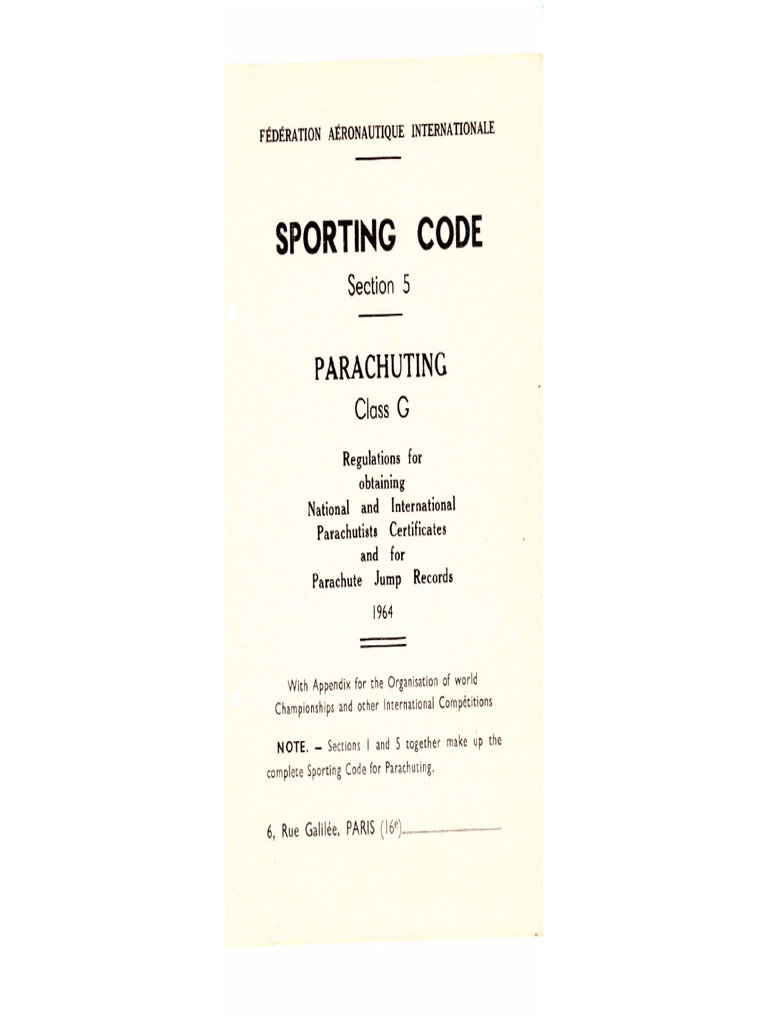 FÉDÉRATION AÉRONAUTIQUE INTERNATIONALE
SPORTING CODE
Section 5
PARACHUTING
Class G
Regulations for
obtaining
National and International
Parachutists Certificates
and for
Parachute Jump Records
1964
With Appendix for the Organisation of world
Championships and other International Compétitions
NOTE. — Sections 1 and 5 together make up the
complete Sporting Code for Parachuting.
6, Rue Galilée, PARIS (16e)